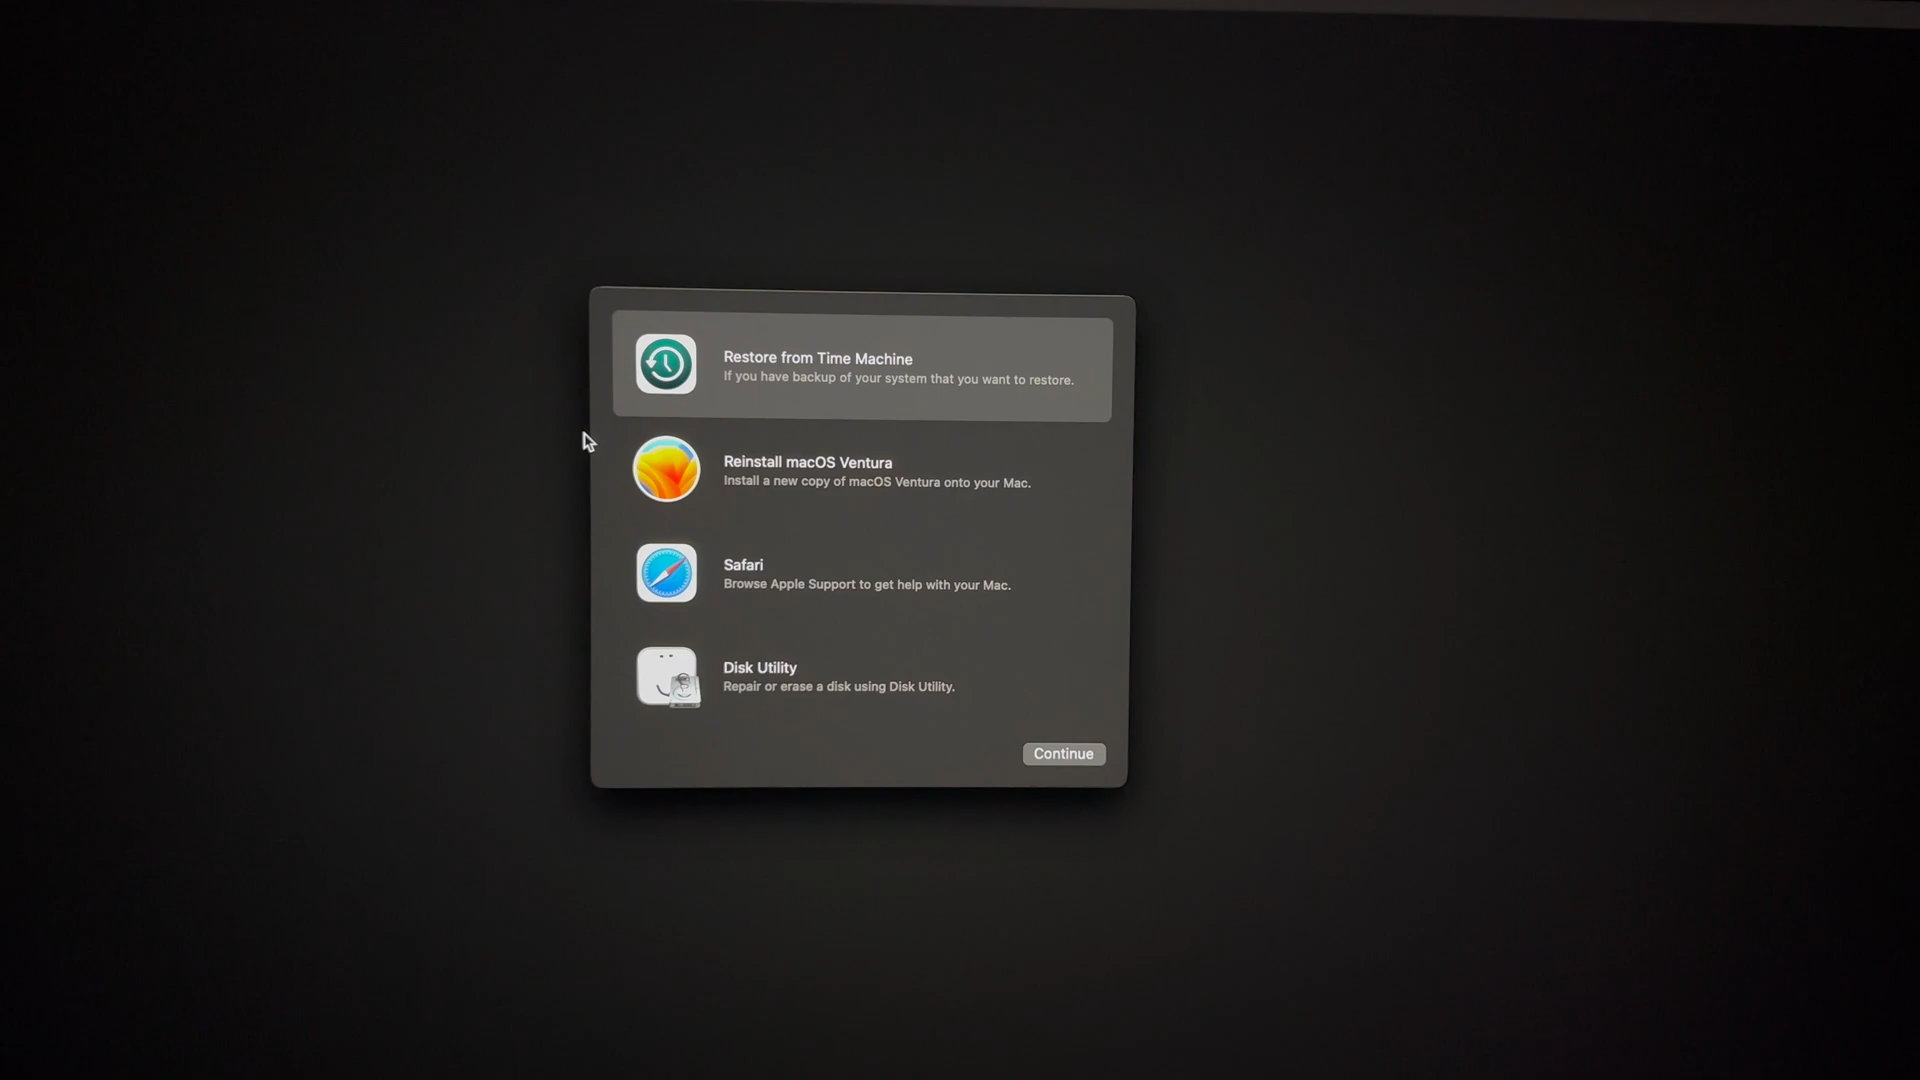 Restore from Time Machine
If you have backup of your system that you want to restore.
Reinstall macOS Ventura
Install a new copy of macOS Ventura onto your Mac.
Safari
Browse Apple Support to get help with your Mac.
Disk Utility
Repair or erase a disk using Disk Utility.
Continue